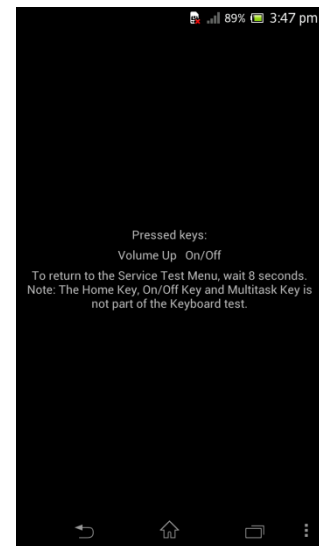 89% 3:47 pm
Pressed keys:
Volume Up On/Off
To return to the Service Test Menu, wait 8 seconds.
Note: The Home Key, On/Off Key and Multitask Key is
not part of the Keyboard test.